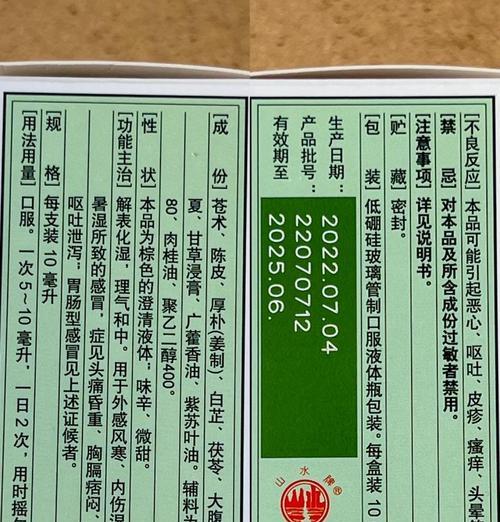 [成 份] 苍术、陈皮、厚朴(姜制)、白芷、茯苓、大腹
夏、甘草浸膏、广藿香油、紫苏叶油。辅料为
80、肉桂油、聚乙二醇400。
[性 状] 本品为棕色的澄清液体;味辛、微甜。
[功能主治] 解表化湿,理气和中。用于外感风寒、内伤湿
暑湿所致的感冒,症见头痛昏重、胸膈痞闷、
呕吐泄泻;胃肠型感冒见上述证候者。
[规 格] 每支装10毫升
[用法用量] 口服。一次5~10毫升,一日2次,用时摇匀
[不良反应] 本品可能引起恶心、呕吐、皮疹、瘙痒、头晕
[禁 忌] 对本品及所含成份过敏者禁用。
[注意事项] 详见说明书。
[贮 藏] 密封。
[包 装] 低硼硅玻璃管制口服液体瓶包装。每盒装10
生产日期: 2022.07.04
产品批号: 22070712
有效期至 2025.06.
山水牌®